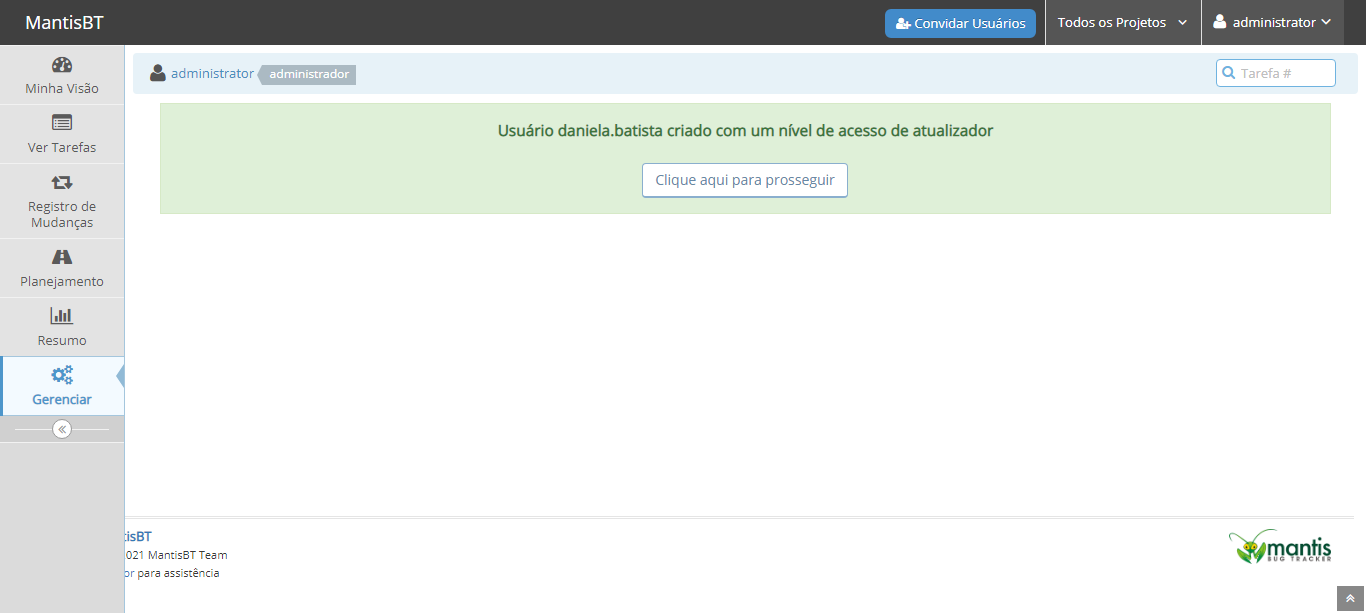 MantisBT
Convidar Usuários
Todos os Projetos
administrator
Minha Visão
Ver Tarefas
Registro de
Mudanças
Planejamento
Resumo
Gerenciar
administrator administrador
Tarefa #
Usuário daniela.batista criado com um nível de acesso de atualizador
Clique aqui para prosseguir
tisBT
021 MantisBT Team
or para assistência
mantis
BUG TRACKER